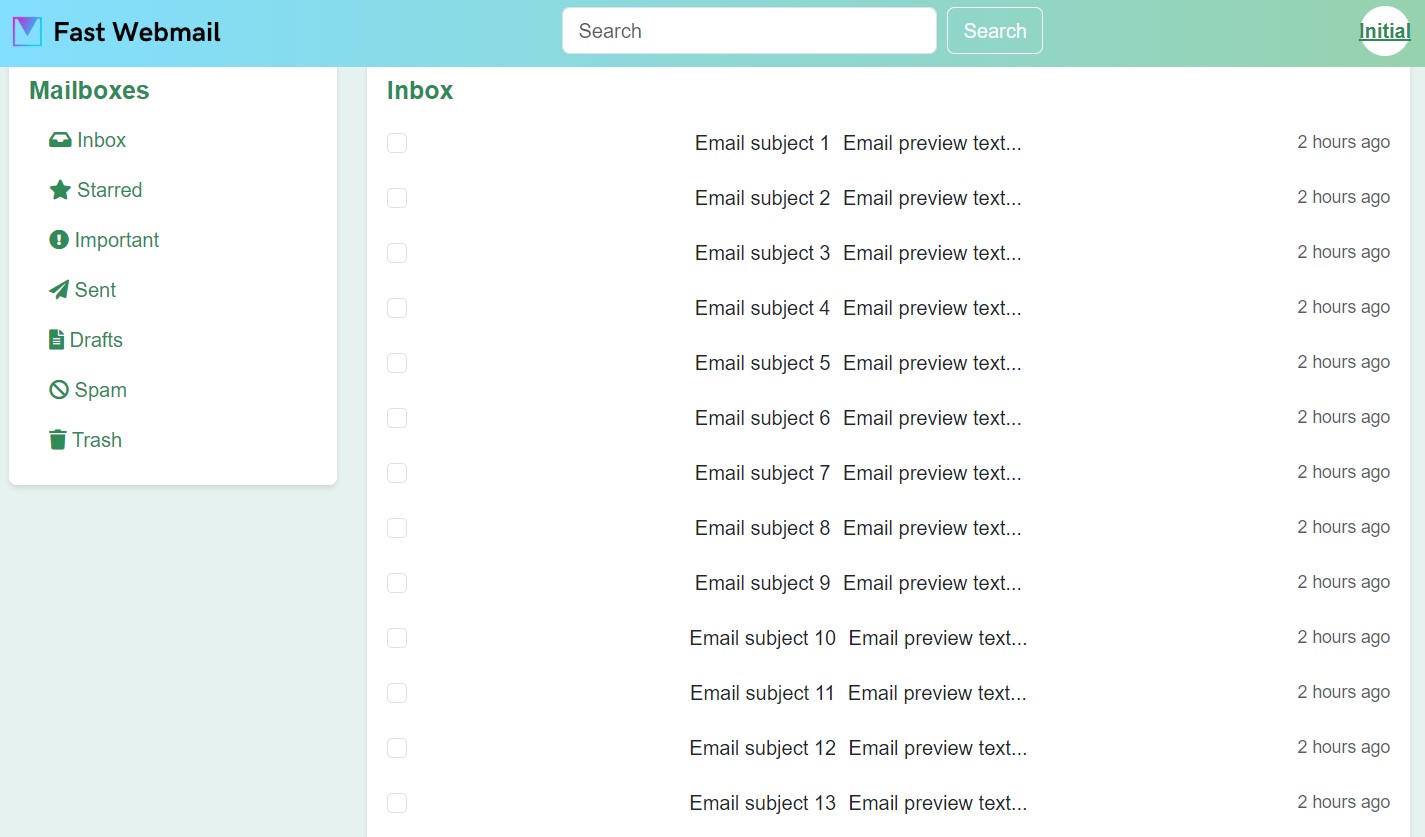 Fast Webmail
Search
Search
Initial
Mailboxes
Inbox
Starred
Important
Sent
Drafts
Spam
Trash
Inbox
Email subject 1 Email preview text... 2 hours ago
Email subject 2 Email preview text... 2 hours ago
Email subject 3 Email preview text... 2 hours ago
Email subject 4 Email preview text... 2 hours ago
Email subject 5 Email preview text... 2 hours ago
Email subject 6 Email preview text... 2 hours ago
Email subject 7 Email preview text... 2 hours ago
Email subject 8 Email preview text... 2 hours ago
Email subject 9 Email preview text... 2 hours ago
Email subject 10 Email preview text... 2 hours ago
Email subject 11 Email preview text... 2 hours ago
Email subject 12 Email preview text... 2 hours ago
Email subject 13 Email preview text... 2 hours ago